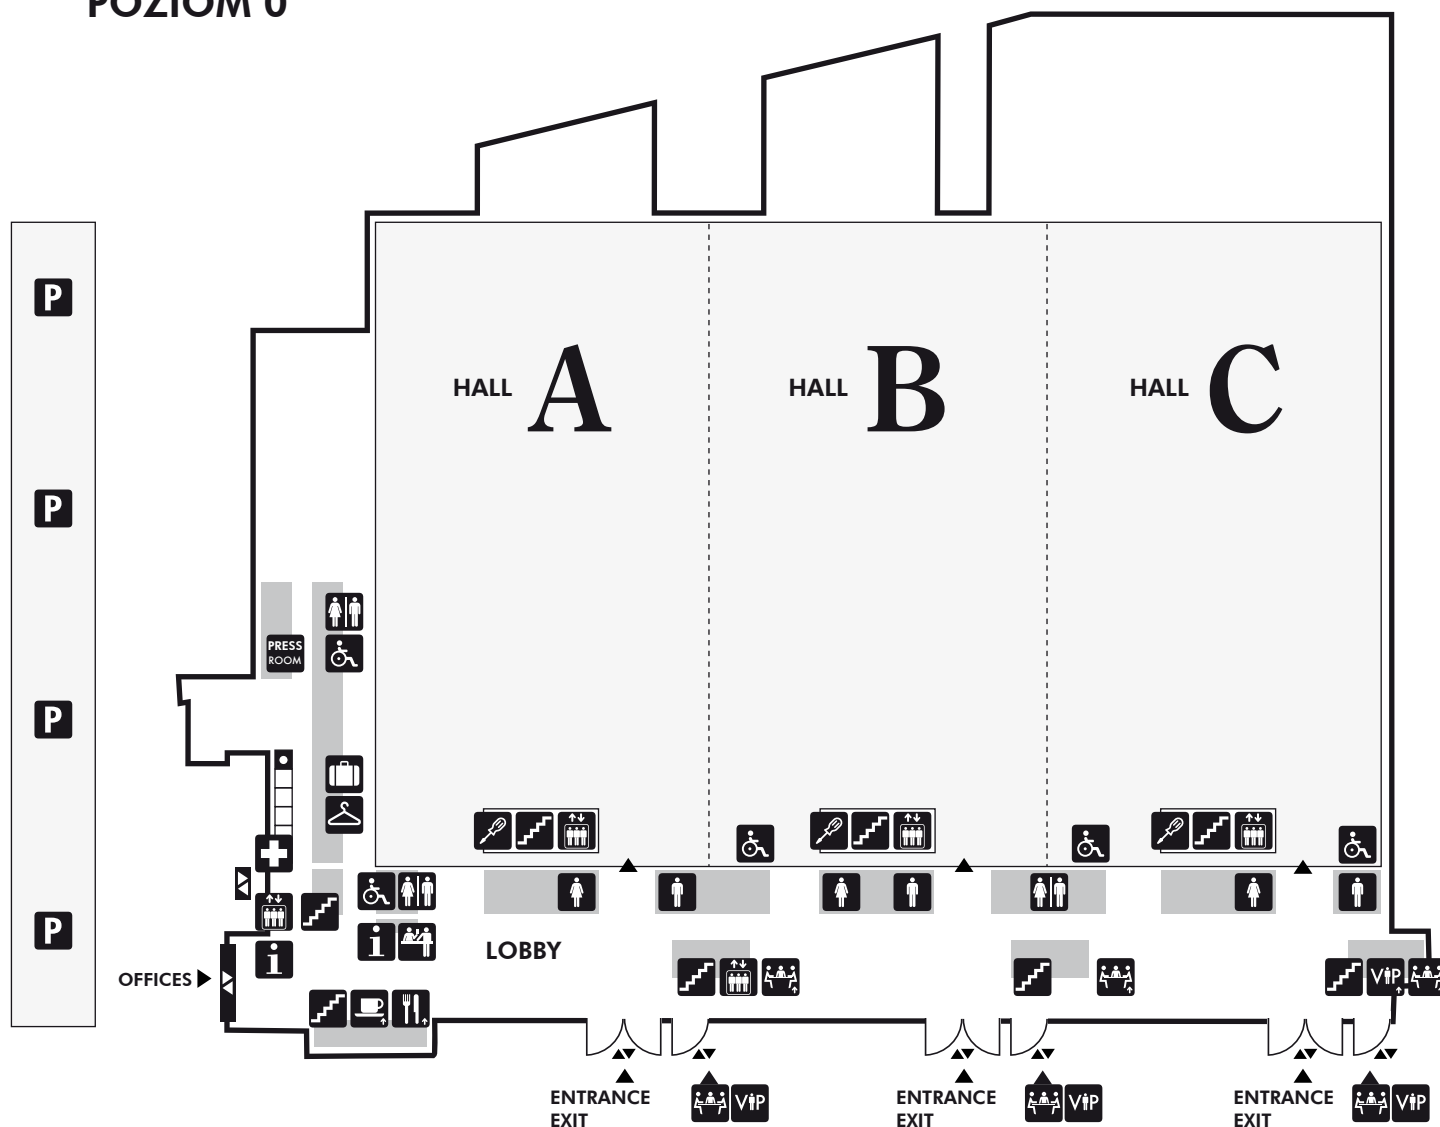 POZIOM 0
P
HALL A
HALL B
HALL C
P
PRESS
ROOM
P
P
i
i
LOBBY
OFFICES
VIP
ENTRANCE
EXIT
VIP
ENTRANCE
EXIT
VIP
ENTRANCE
EXIT
VIP